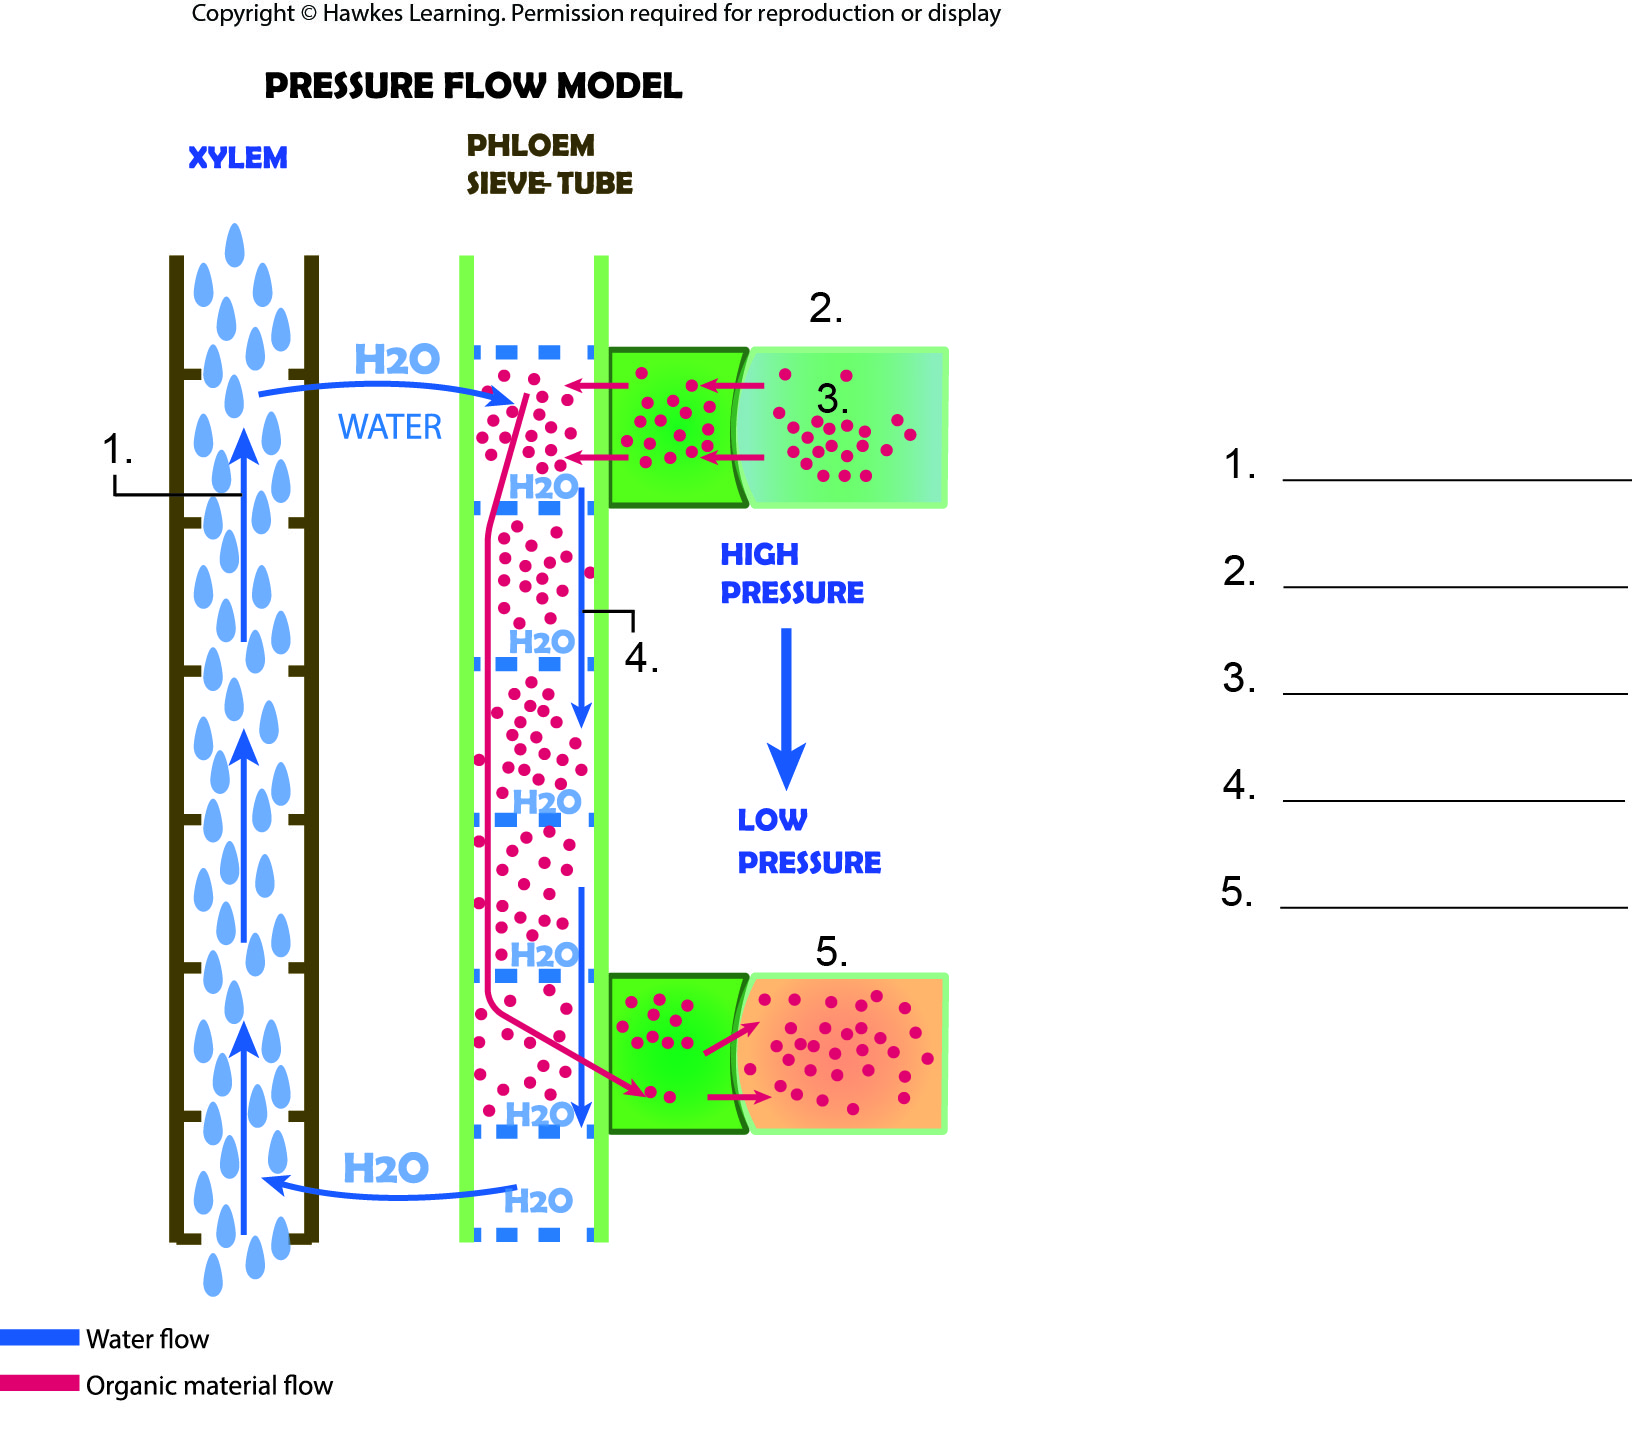 Copyright © Hawkes Learning. Permission required for reproduction or display
PRESSURE FLOW MODEL
XYLEM
PHLOEM
SIEVE- TUBE
2.
H2O
3.
WATER
1.
H2O
HIGH
PRESSURE
H2O
4.
H2O
LOW
PRESSURE
H2O
5.
H2O
H2O
H2O
1.
2.
3.
4.
5.
Water flow
Organic material flow